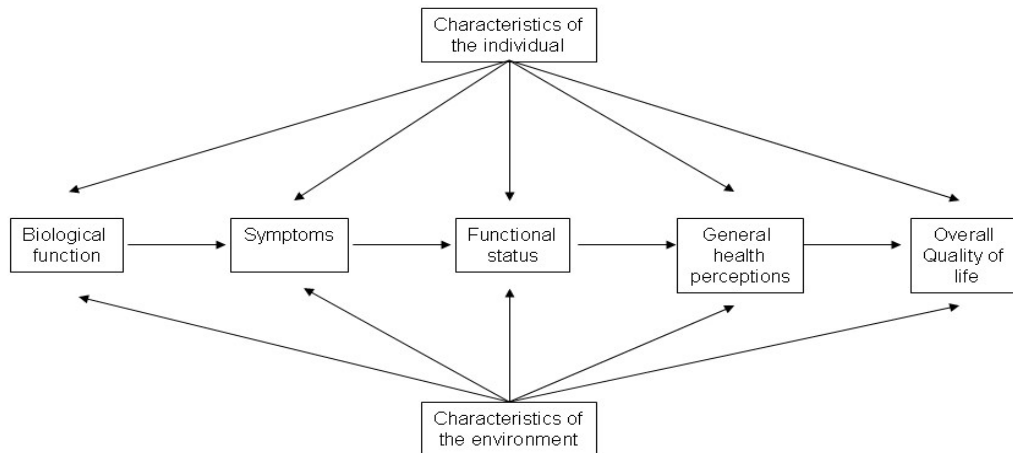 Characteristics of
the individual
Biological
function
Symptoms
Functional
status
General
health
perceptions
Overall
Quality of
life
Characteristics of
the environment